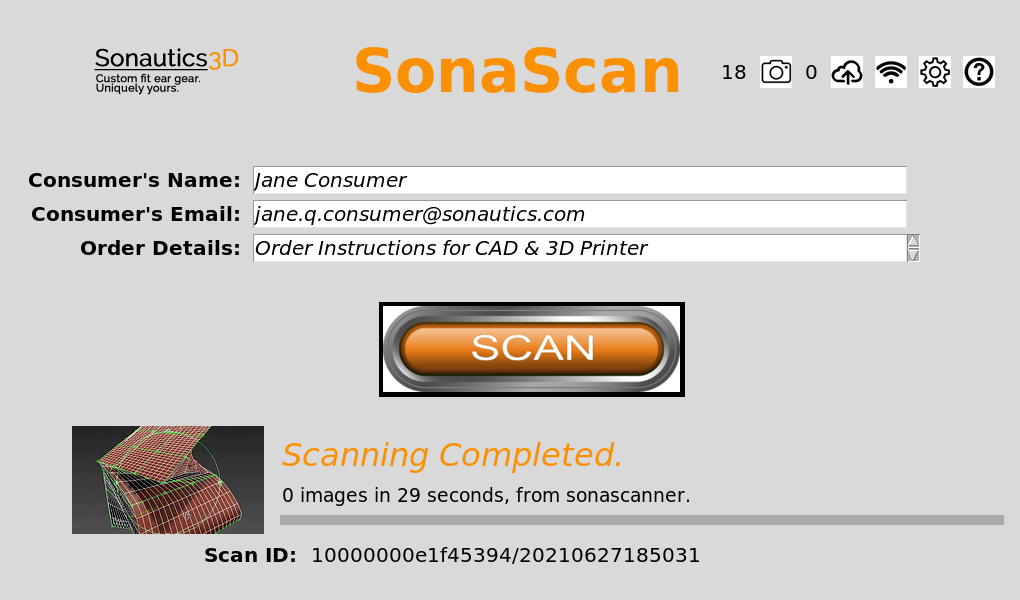 Sonautics3D
Custom fit ear gear.
Uniquely yours.
SonaScan
18 0
Consumer's Name: Jane Consumer
Consumer's Email: jane.q.consumer@sonautics.com
Order Details: Order Instructions for CAD & 3D Printer
SCAN
Scanning Completed.
0 images in 29 seconds, from sonascanner.
Scan ID: 10000000e1f45394/20210627185031